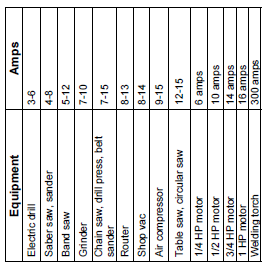 Equipment Amps
Electric drill 3-6
Saber saw, sander 4-8
Band saw 5-12
Grinder 7-10
Chain saw, drill press, belt
sander 7-15
Router 8-13
Shop vac 8-14
Air compressor 9-15
Table saw, circular saw 12-15
1/4 HP motor 6 amps
1/2 HP motor 10 amps
3/4 HP motor 14 amps
1 HP motor 16 amps
Welding torch 300 amps